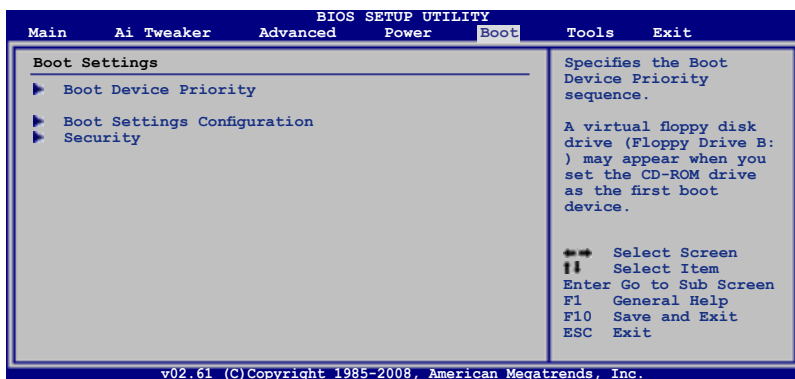 BIOS SETUP UTILITY
Main Ai Tweaker Advanced Power Boot Tools Exit
Boot Settings
Boot Device Priority
Boot Settings Configuration
Security
Specifies the Boot
Device Priority
sequence.
A virtual floppy disk
drive (Floppy Drive B:
) may appear when you
set the CD-ROM drive
as the first boot
device.
←→ Select Screen
↑↓ Select Item
Enter Go to Sub Screen
F1 General Help
F10 Save and Exit
ESC Exit
v02.61 (C)Copyright 1985-2008, American Megatrends, Inc.